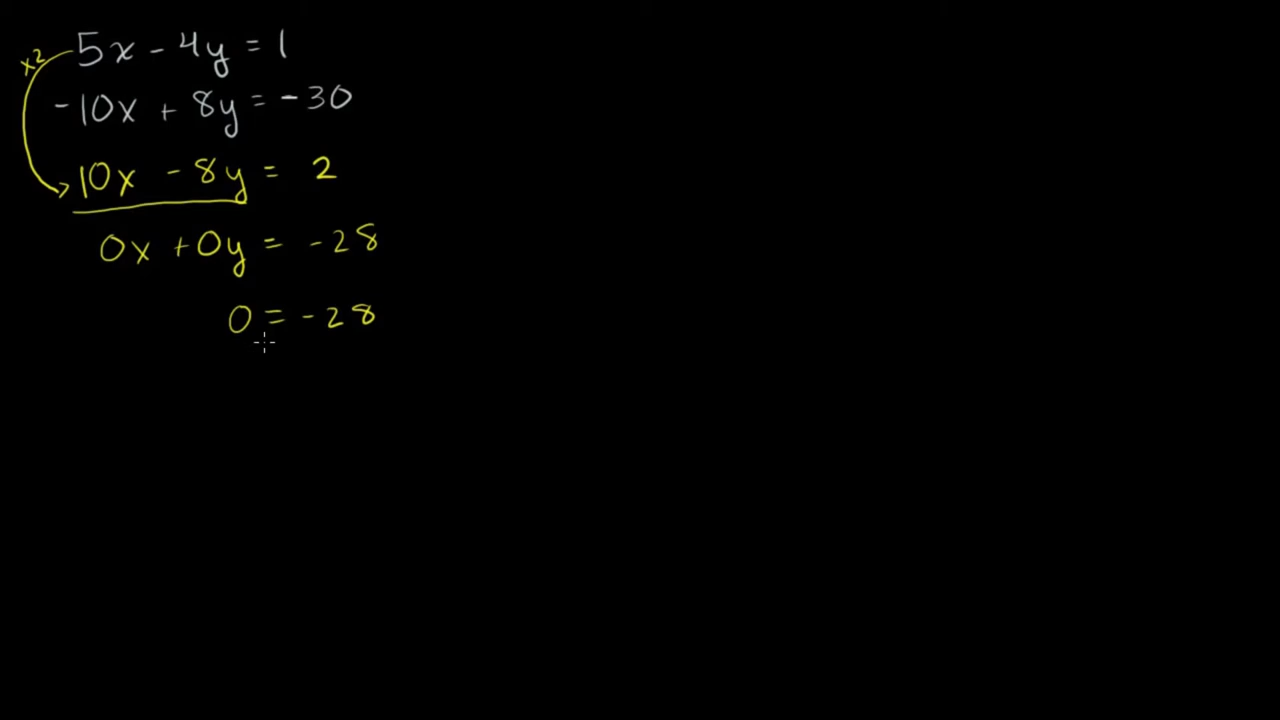 x2 5x - 4y = 1
-10x + 8y = -30
10x - 8y = 2
0x + 0y = -28
0 = -28